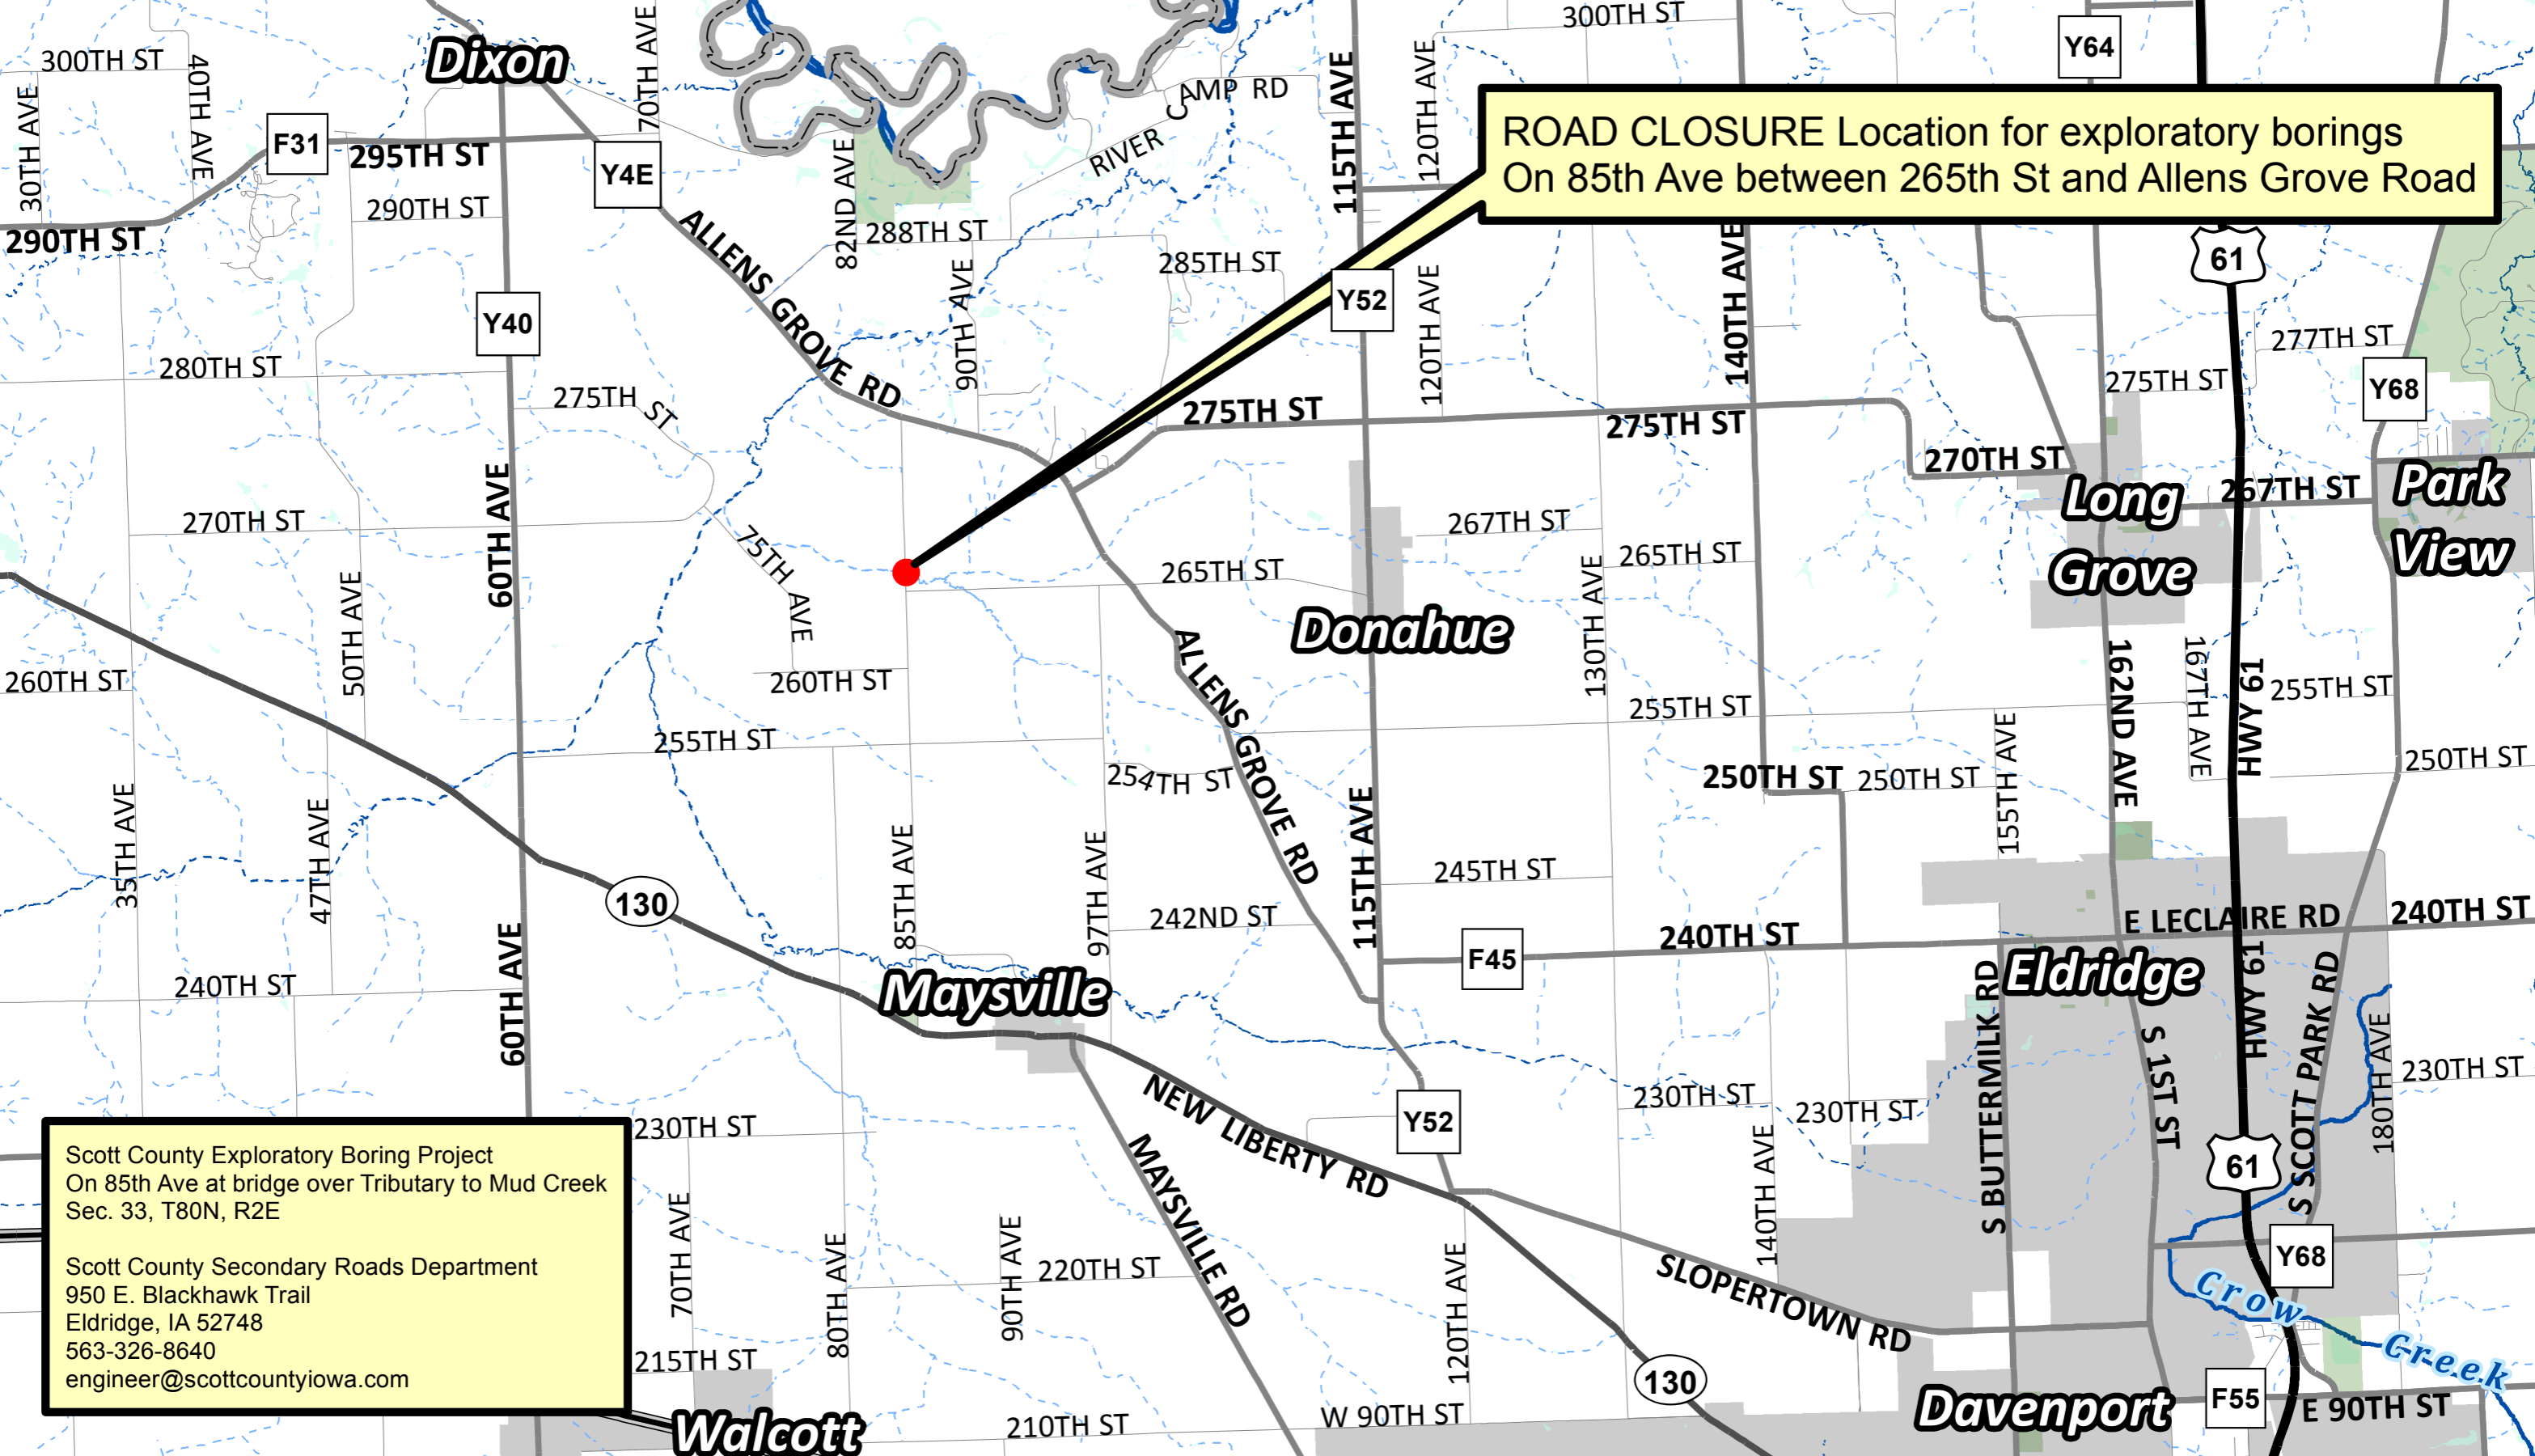 300TH ST
Y64
Dixon
300TH ST
40TH AVE
70TH AVE
30TH AVE
115TH AVE
120TH AVE
RIVER CAMP RD
F31
295TH ST
Y4E
82ND AVE
ROAD CLOSURE Location for exploratory borings
On 85th Ave between 265th St and Allens Grove Road
290TH ST
290TH ST
288TH ST
285TH ST
ALLENS GROVE RD
90TH AVE
Y40
Y52
120TH AVE
140TH AVE
61
277TH ST
Y68
280TH ST
275TH ST
275TH ST
275TH ST
275TH ST
270TH ST
60TH AVE
270TH ST
75TH AVE
267TH ST
265TH ST
265TH ST
130TH AVE
Long
Grove
267TH ST
Park
View
50TH AVE
Donahue
260TH ST
260TH ST
ALLENS GROVE RD
255TH ST
255TH ST
162ND AVE
167TH AVE
HWY 61
255TH ST
254TH ST
250TH ST
250TH ST
155TH AVE
250TH ST
35TH AVE
47TH AVE
85TH AVE
97TH AVE
115TH AVE
245TH ST
130
242ND ST
240TH ST
E LECLAIRE RD
240TH ST
60TH AVE
F45
Eldridge
HWY 61
240TH ST
Maysville
S BUTTERMILK RD
S 1ST ST
S SCOTT PARK RD
180TH AVE
230TH ST
NEW LIBERTY RD
Y52
230TH ST
230TH ST
230TH ST
MAYSVILLE RD
140TH AVE
61
Scott County Exploratory Boring Project
On 85th Ave at bridge over Tributary to Mud Creek
Sec. 33, T80N, R2E
Scott County Secondary Roads Department
950 E. Blackhawk Trail
Eldridge, IA 52748
563-326-8640
engineer@scottcountyiowa.com
70TH AVE
80TH AVE
90TH AVE
220TH ST
120TH AVE
SLOPERTOWN RD
Y68
Crow Creek
215TH ST
130
Davenport
F55
E 90TH ST
Walcott
210TH ST
W 90TH ST